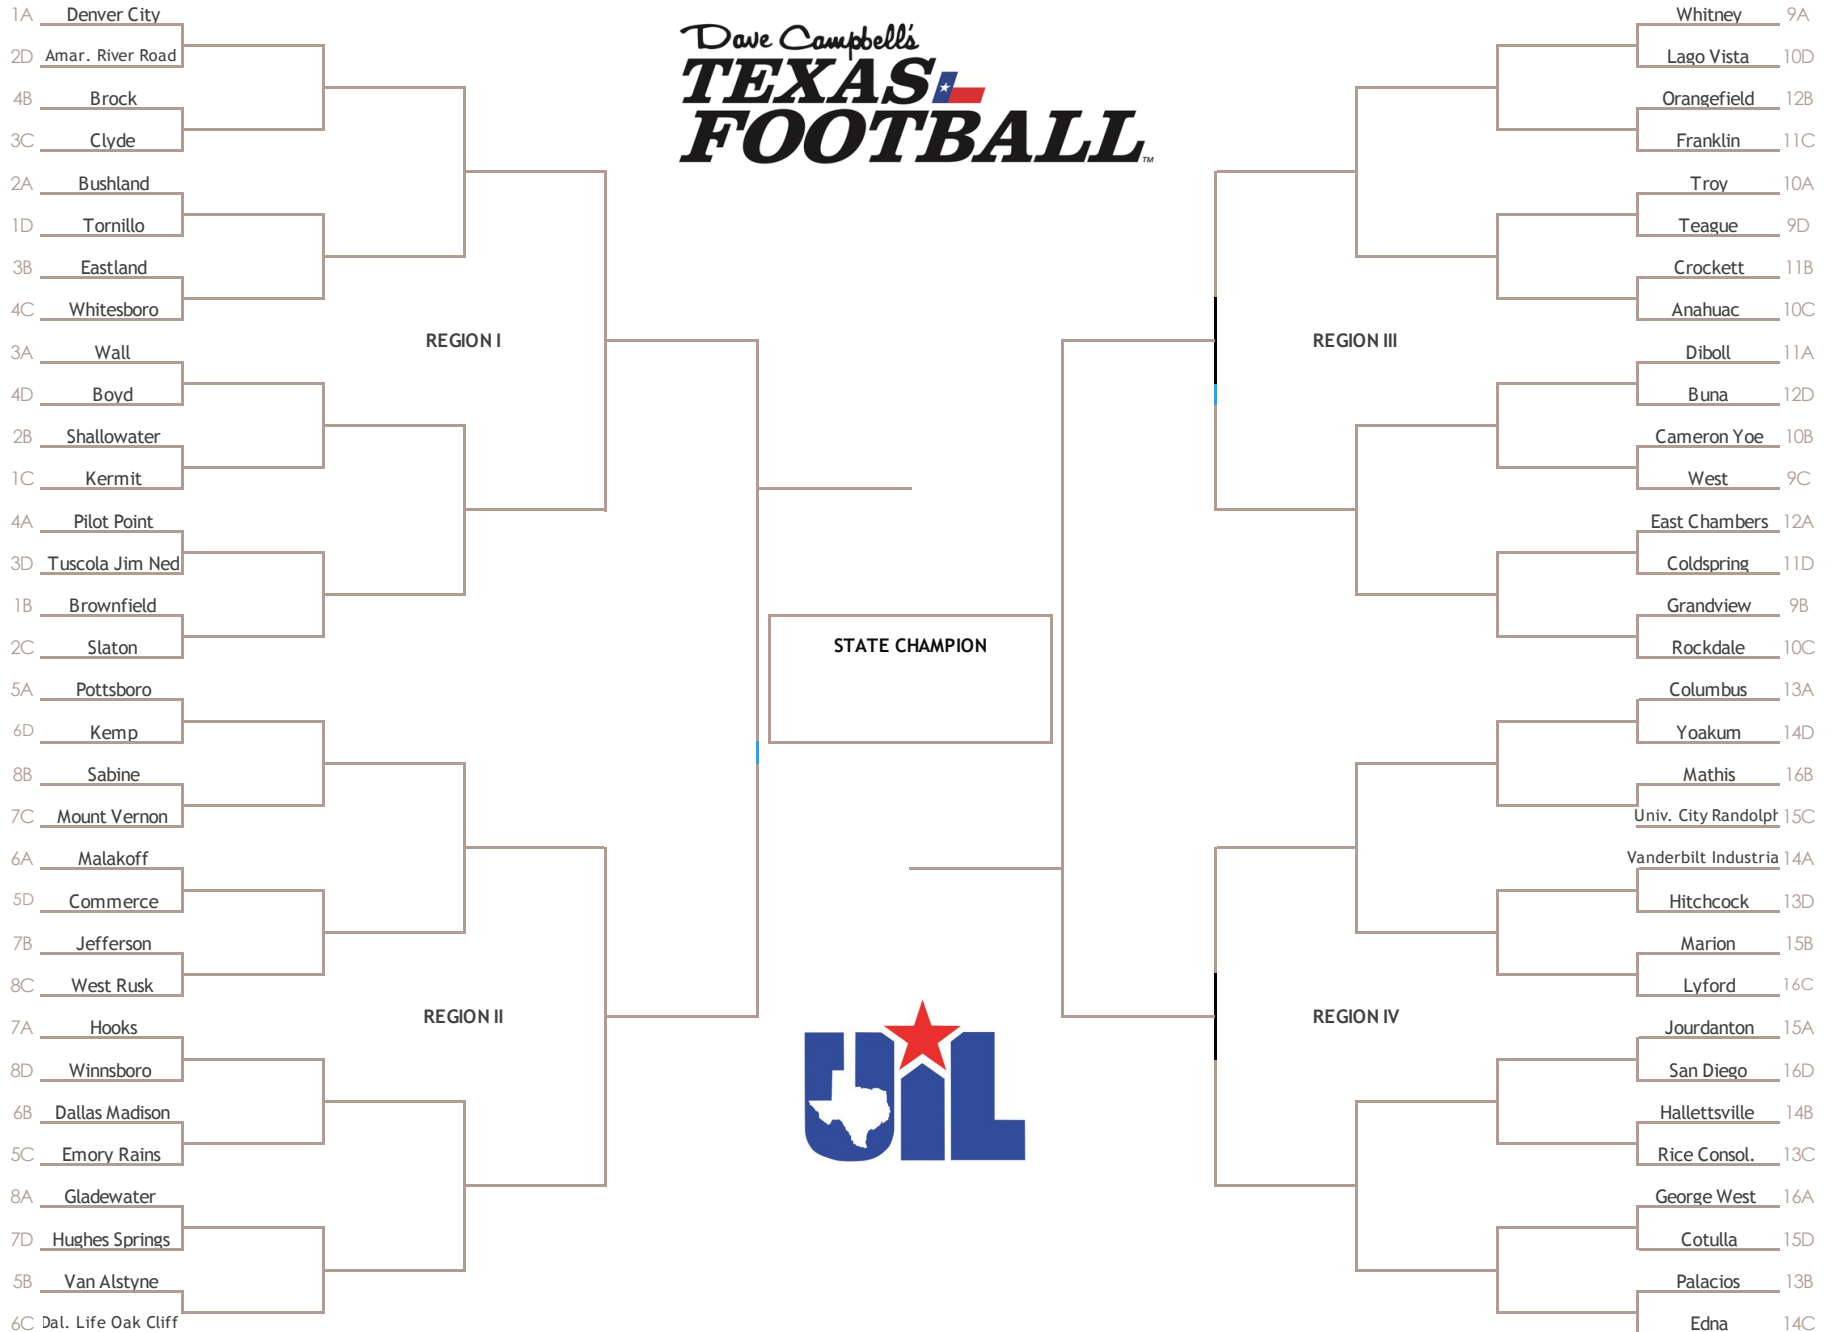 1A Denver City
2D Amar. River Road
4B Brock
3C Clyde
2A Bushland
1D Tornillo
3B Eastland
4C Whitesboro
REGION I
3A Wall
4D Boyd
2B Shallowater
1C Kermit
4A Pilot Point
3D Tuscola Jim Ned
1B Brownfield
2C Slaton
5A Pottsboro
6D Kemp
8B Sabine
7C Mount Vernon
6A Malakoff
5D Commerce
7B Jefferson
8C West Rusk
REGION II
7A Hooks
8D Winnsboro
6B Dallas Madison
5C Emory Rains
8A Gladewater
7D Hughes Springs
5B Van Alstyne
6C Dal. Life Oak Cliff
Dave Campbell's
TEXAS
FOOTBALL™
STATE CHAMPION
UIL
Whitney 9A
Lago Vista 10D
Orangefield 12B
Franklin 11C
Troy 10A
Teague 9D
Crockett 11B
Anahuac 10C
REGION III
Diboll 11A
Buna 12D
Cameron Yoe 10B
West 9C
East Chambers 12A
Coldspring 11D
Grandview 9B
Rockdale 10C
Columbus 13A
Yoakum 14D
Mathis 16B
Univ. City Randolph 15C
Vanderbilt Industria 14A
Hitchcock 13D
Marion 15B
Lyford 16C
REGION IV
Jourdanton 15A
San Diego 16D
Hallettsville 14B
Rice Consol. 13C
George West 16A
Cotulla 15D
Palacios 13B
Edna 14C